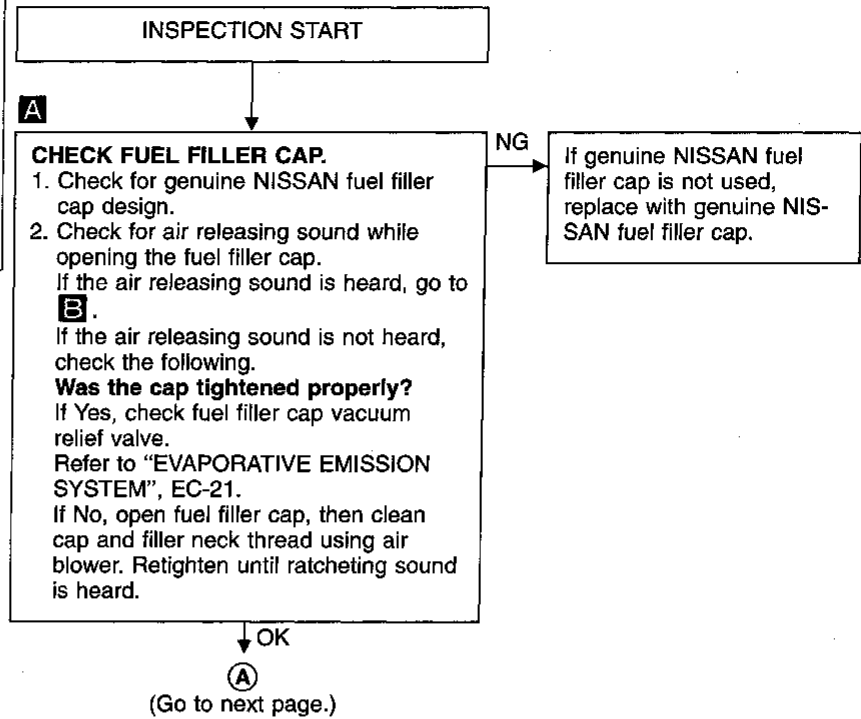 INSPECTION START
A
CHECK FUEL FILLER CAP.
1. Check for genuine NISSAN fuel filler
cap design.
2. Check for air releasing sound while
opening the fuel filler cap.
If the air releasing sound is heard, go to
B .
If the air releasing sound is not heard,
check the following.
Was the cap tightened properly?
If Yes, check fuel filler cap vacuum
relief valve.
Refer to “EVAPORATIVE EMISSION
SYSTEM”, EC-21.
If No, open fuel filler cap, then clean
cap and filler neck thread using air
blower. Retighten until ratcheting sound
is heard.
NG
If genuine NISSAN fuel
filler cap is not used,
replace with genuine NIS-
SAN fuel filler cap.
OK
A
(Go to next page.)